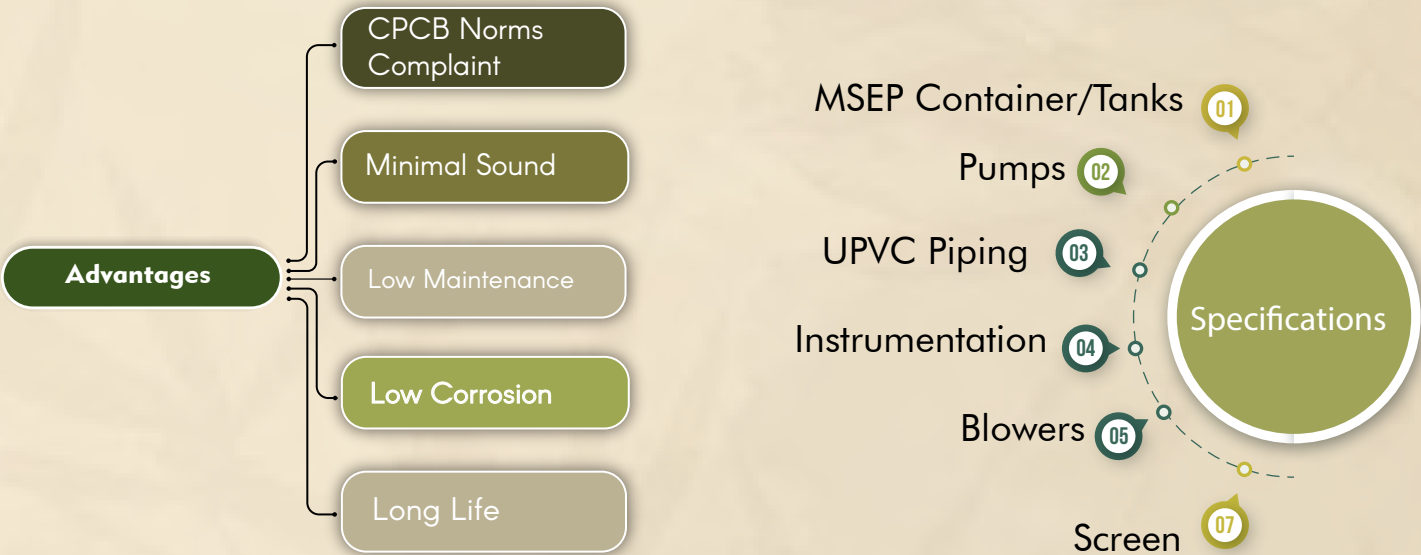 Advantages
CPCB Norms
Complaint
Minimal Sound
Low Maintenance
Low Corrosion
Long Life
Specifications
MSEP Container/Tanks 01
Pumps 02
UPVC Piping 03
Instrumentation 04
Blowers 05
Screen 07